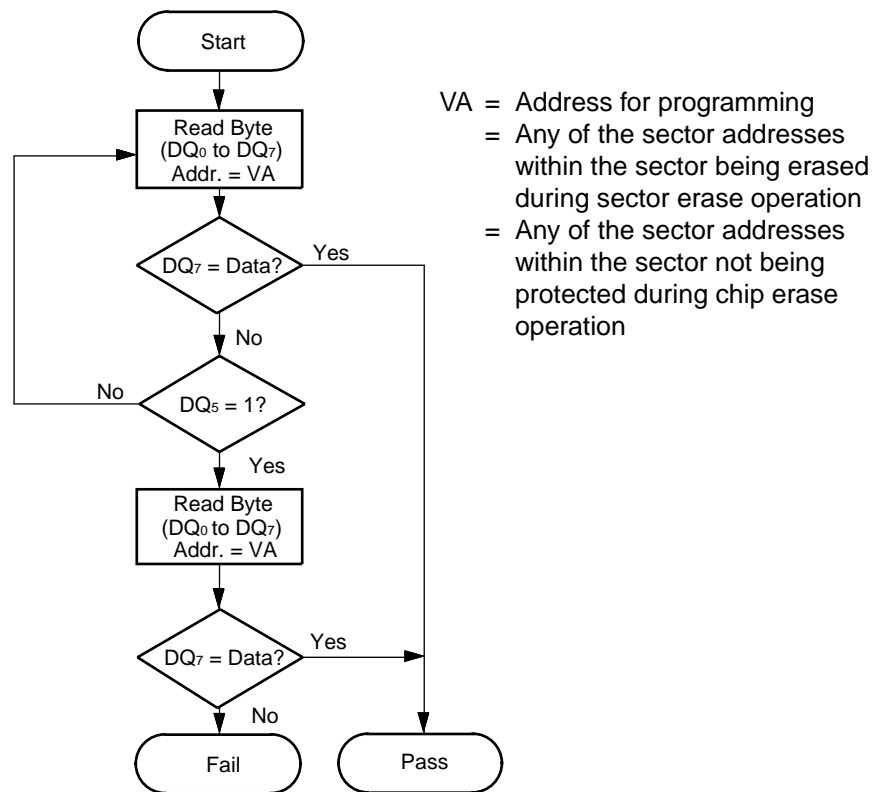 Start
Read Byte
(DQ0 to DQ7)
Addr. = VA
DQ7 = Data?
Yes
No
DQ5 = 1?
No
Yes
Read Byte
(DQ0 to DQ7)
Addr. = VA
DQ7 = Data?
Yes
No
Fail
Pass
VA = Address for programming
= Any of the sector addresses
within the sector being erased
during sector erase operation
= Any of the sector addresses
within the sector not being
protected during chip erase
operation